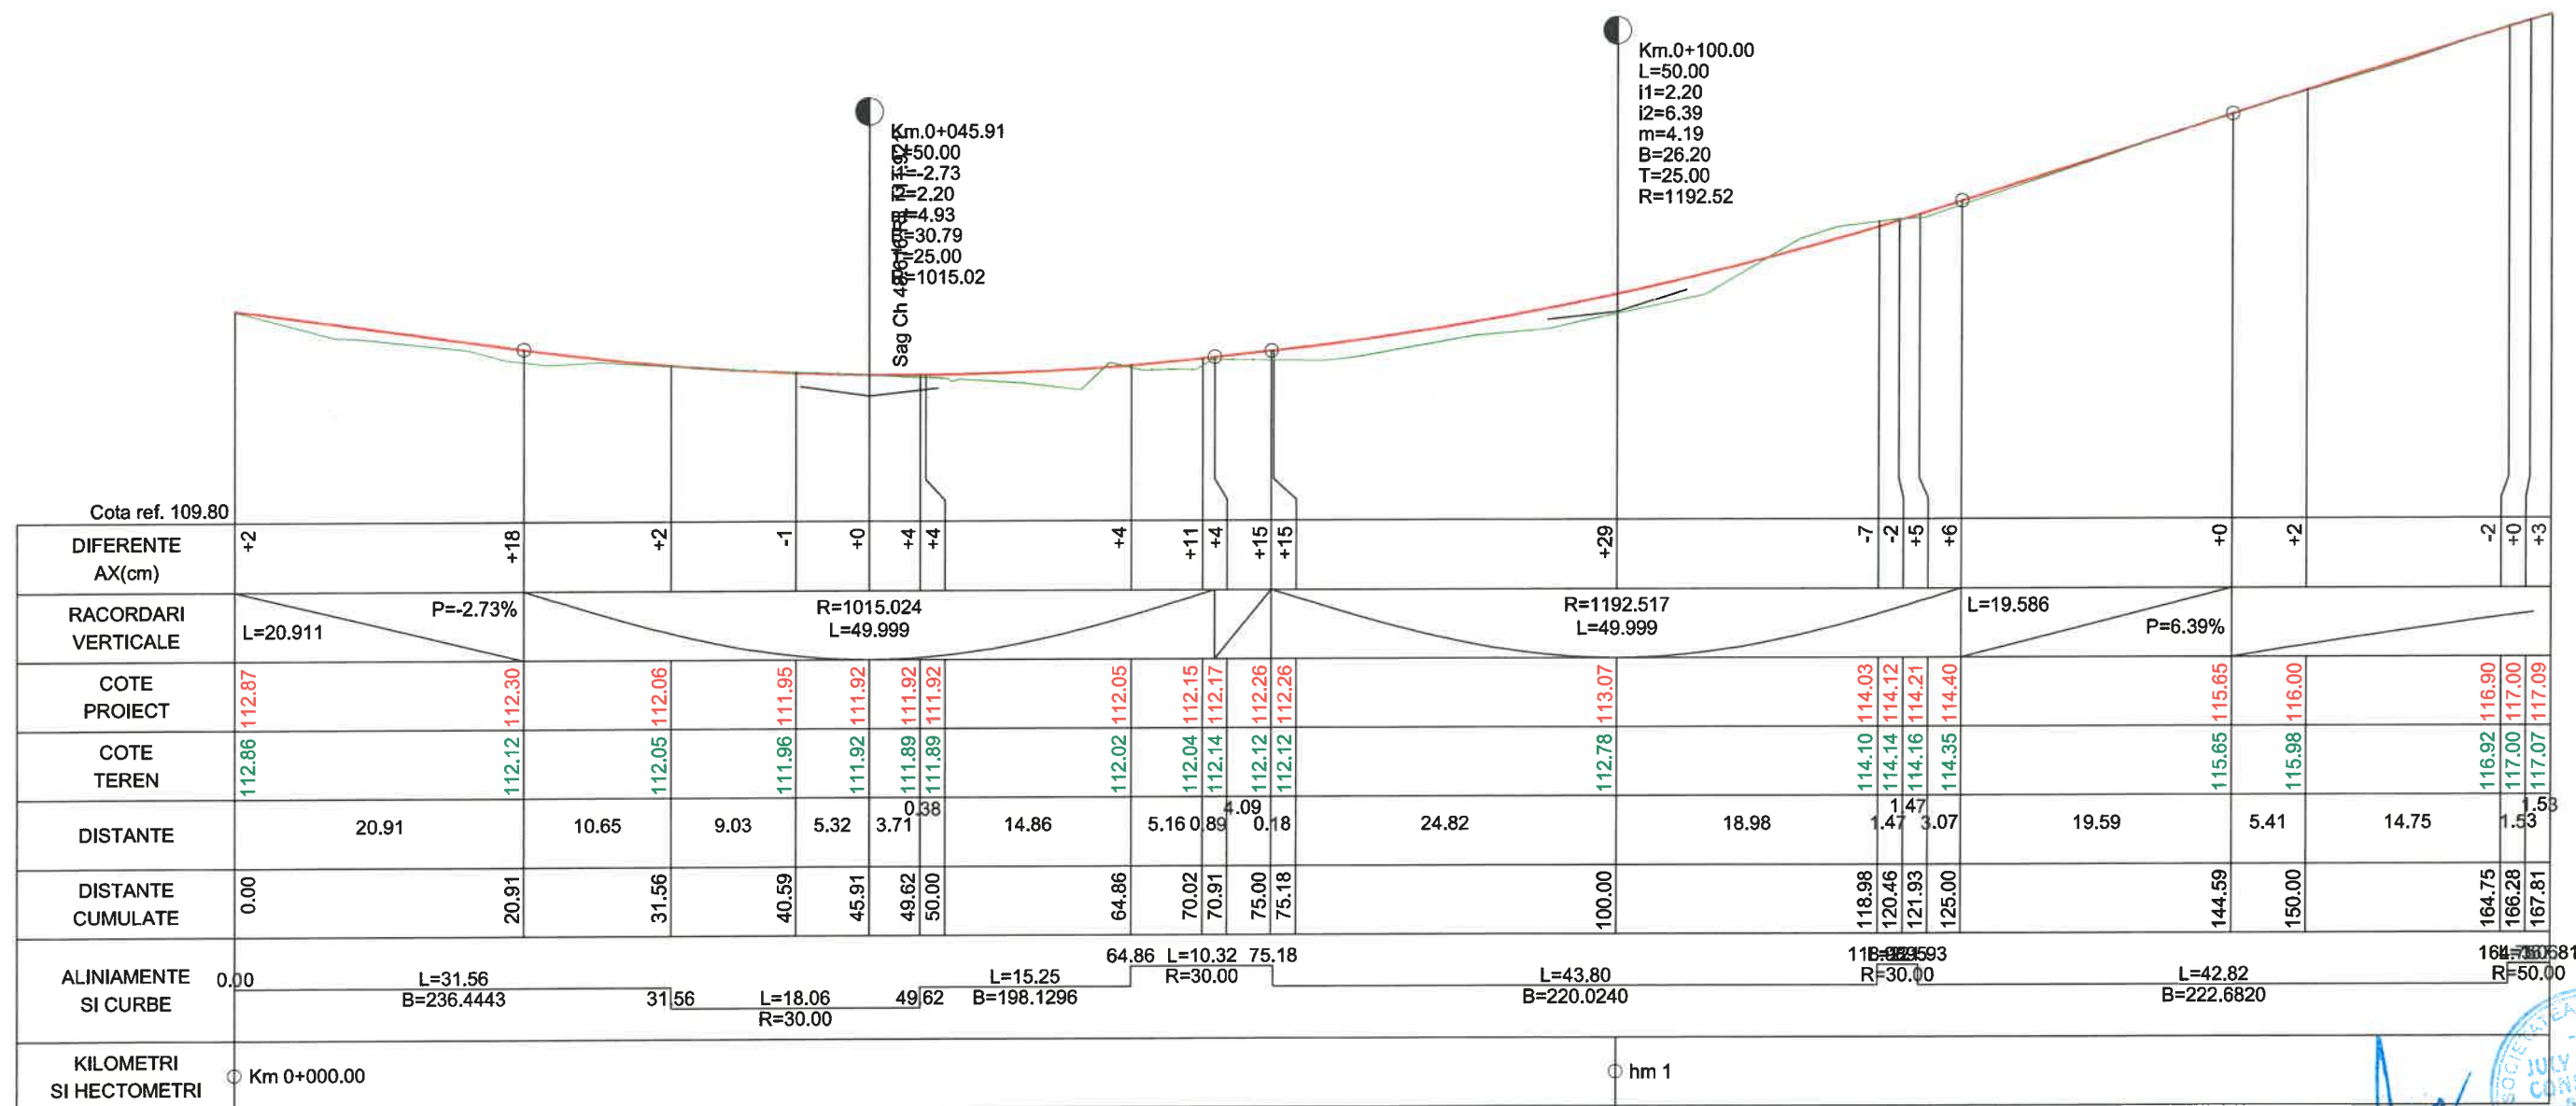 Km.0+100.00
L=50.00
i1=2.20
i2=6.39
m=4.19
B=26.20
T=25.00
R=1192.52
Km.0+045.91
=50.00
=-2.73
=2.20
=4.93
=30.79
=25.00
=1015.02
Sag Ch
Cota ref. 109.80
DIFERENTE
AX(cm)
+2 +18 +2 -1 +0 +4 +4 +4 +11 +4 +15 +15 +29 -7 -2 +5 +6 +0 +2 -2 +0 +3
RACORDARI
VERTICALE
L=20.911
P=-2.73%
R=1015.024
L=49.999
R=1192.517
L=49.999
L=19.586
P=6.39%
COTE
PROIECT
112.87 112.30 112.06 111.95 111.92 111.92 111.92 112.05 112.15 112.17 112.26 112.26 113.07 114.03 114.12 114.21 114.40 115.65 116.00 116.90 117.00 117.09
COTE
TEREN
112.86 112.12 112.05 111.96 111.92 111.89 111.89 112.02 112.04 112.14 112.12 112.12 112.78 114.10 114.14 114.16 114.35 115.65 115.98 116.92 117.00 117.07
DISTANTE
20.91 10.65 9.03 5.32 3.71 0.38 14.86 5.16 0.89 4.09 0.18 24.82 18.98 1.47 1.47 3.07 19.59 5.41 14.75 1.53 1.53
DISTANTE
CUMULATE
0.00 20.91 31.56 40.59 45.91 49.62 50.00 64.86 70.02 70.91 75.00 75.18 100.00 118.98 120.46 121.93 125.00 144.59 150.00 164.75 166.28 167.81
ALINIAMENTE
SI CURBE
0.00
L=31.56
B=236.4443
31.56
L=18.06
R=30.00
49.62
L=15.25
B=198.1296
64.86 L=10.32 75.18
R=30.00
L=43.80
B=220.0240
R=30.00
L=42.82
B=222.6820
R=50.00
KILOMETRI
SI HECTOMETRI
Km 0+000.00
hm 1
SOCIETATEA
JULY